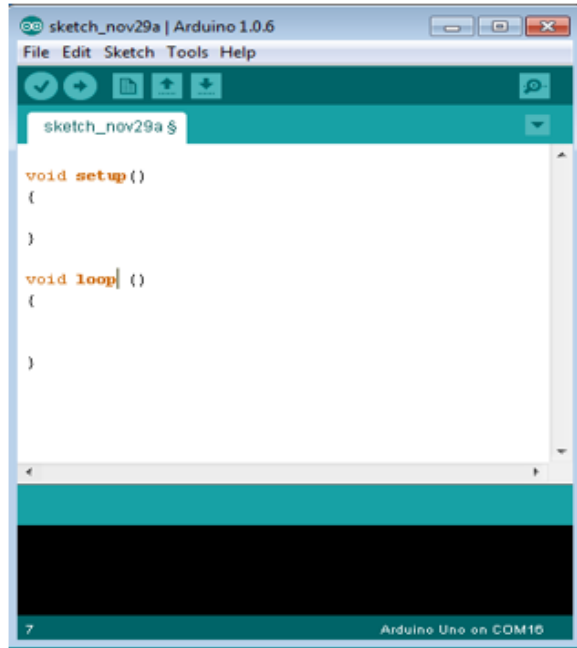 sketch_nov29a | Arduino 1.0.6
File Edit Sketch Tools Help
sketch_nov29a §
void setup()
{
}
void loop ()
{
}
7 Arduino Uno on COM16